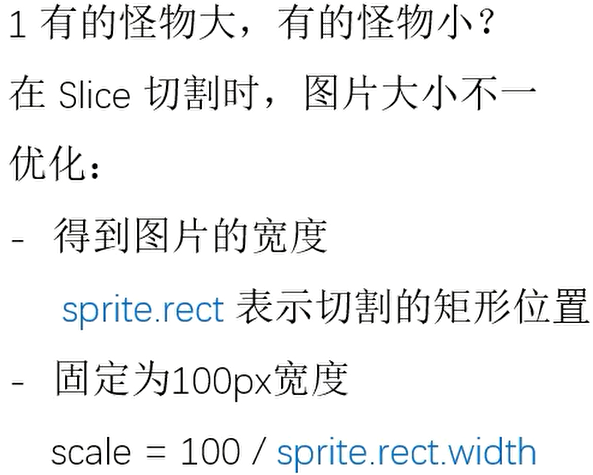 1 有的怪物大，有的怪物小？
在 Slice 切割时，图片大小不一
优化：
- 得到图片的宽度
sprite.rect 表示切割的矩形位置
- 固定为100px宽度
scale = 100 / sprite.rect.width